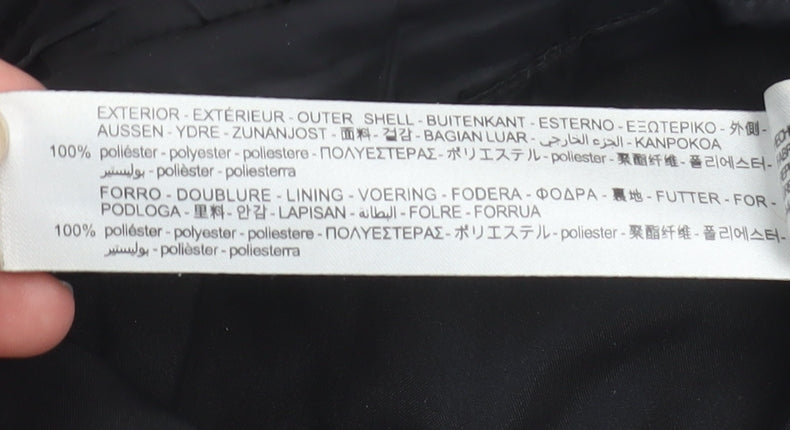 EXTERIOR - EXTÉRIEUR - OUTER SHELL - BUITENKANT - ESTERNO - ΕΞΩΤΕΡΙΚΟ - 外側 -
AUSSEN - YDRE - ZUNANJOST - 面料 - 겉감 - BAGIAN LUAR - الجزء الخارجي - KANPOKOA
100% poliéster - polyester - poliestere - ΠΟΛΥΕΣΤΕΡΑΣ - ポリエステル - poliester - 聚酯纤维 - 폴리에스터 -
بوليستير - polièster - poliesterra
FORRO - DOUBLURE - LINING - VOERING - FODERA - ΦΟΔΡΑ - 裏地 - FUTTER - FOR -
PODLOGA - 里料 - 안감 - LAPISAN - البطانة - FOLRE - FORRUA
100% poliéster - polyester - poliestere - ΠΟΛΥΕΣΤΕΡΑΣ - ポリエステル - poliester - 聚酯纤维 - 폴리에스터 -
بوليستير - polièster - poliesterra